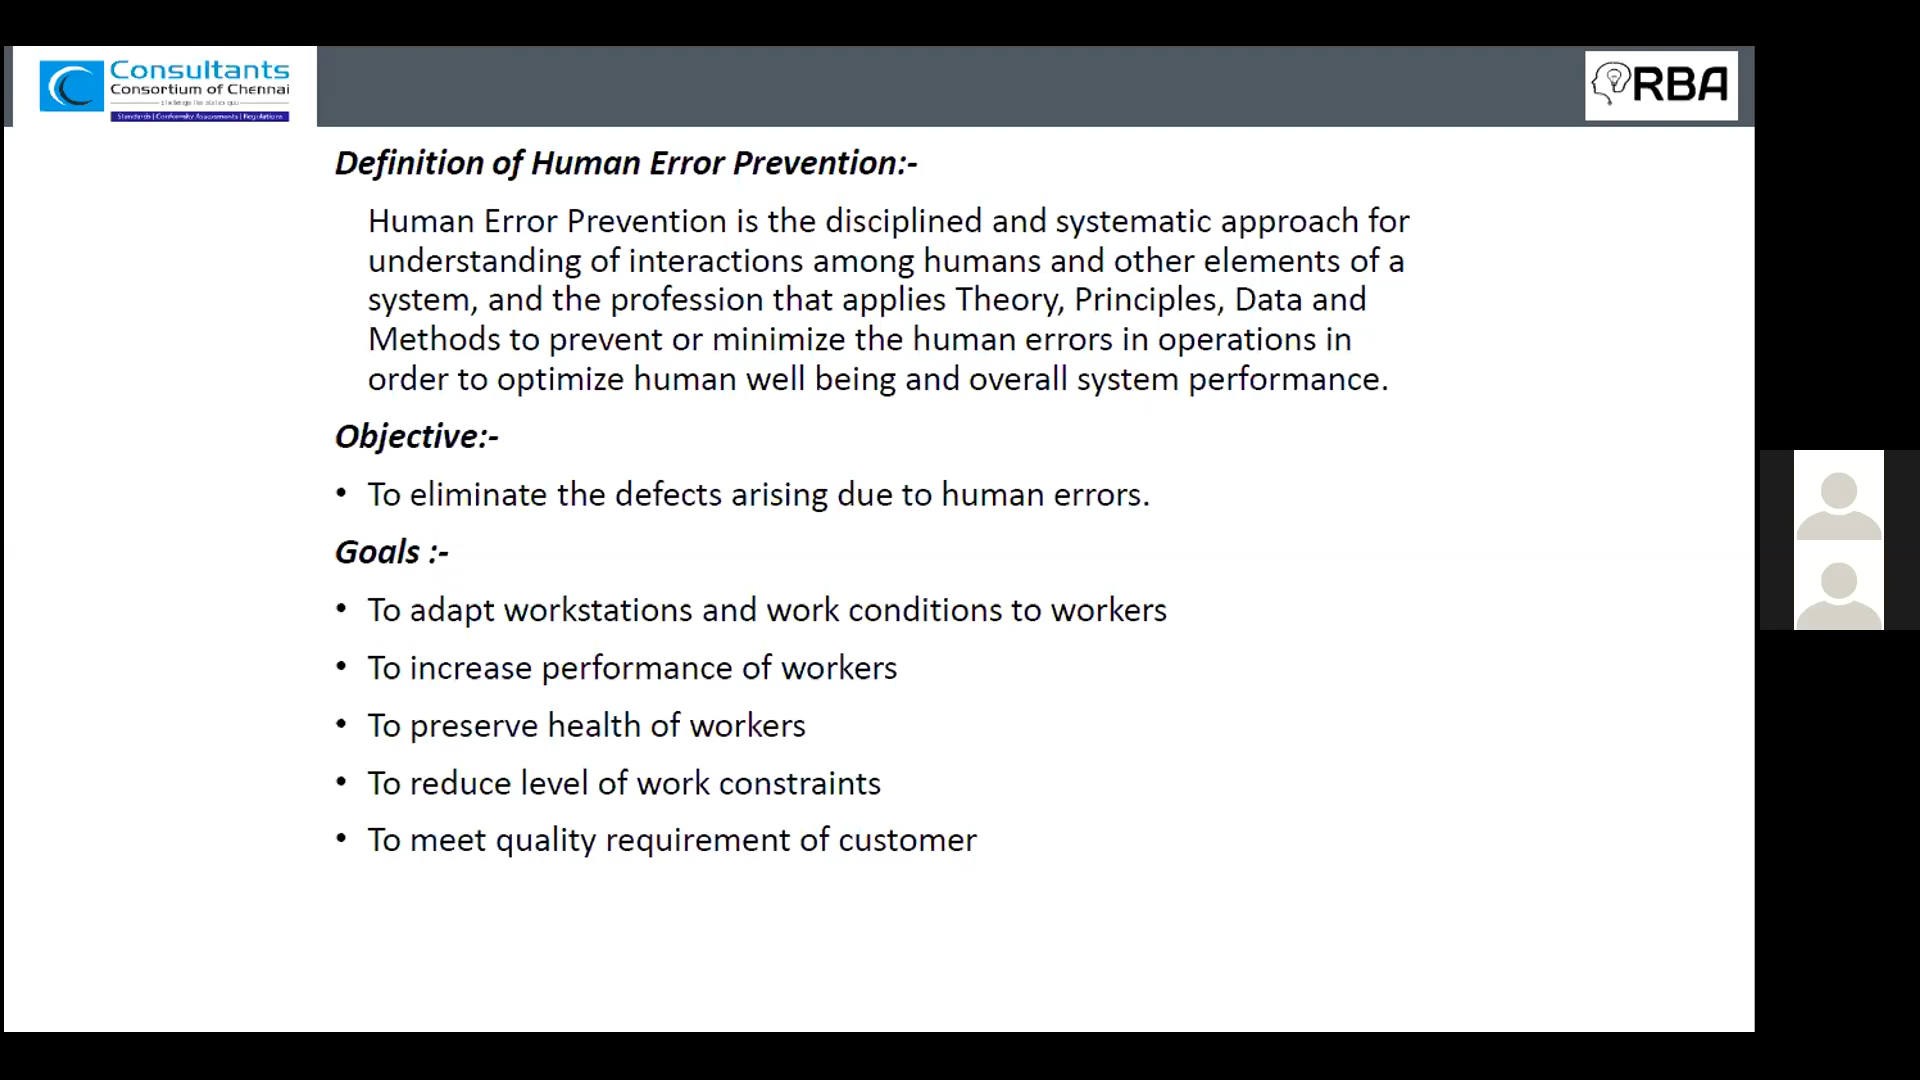 Consultants
Consortium of Chennai
Standards | Conformity Assessments | Regulations
RBA
Definition of Human Error Prevention:-
Human Error Prevention is the disciplined and systematic approach for
understanding of interactions among humans and other elements of a
system, and the profession that applies Theory, Principles, Data and
Methods to prevent or minimize the human errors in operations in
order to optimize human well being and overall system performance.
Objective:-
• To eliminate the defects arising due to human errors.
Goals :-
• To adapt workstations and work conditions to workers
• To increase performance of workers
• To preserve health of workers
• To reduce level of work constraints
• To meet quality requirement of customer